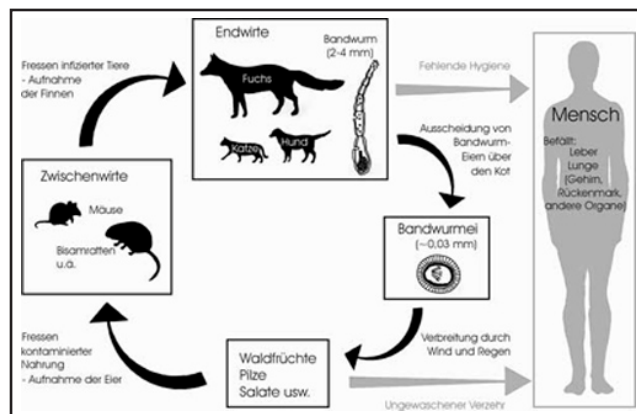 Endwirte
Bandwurm
(2-4 mm)
Fuchs
Katze
Hund
Fressen infizierter Tiere
- Aufnahme
der Finnen
Fehlende Hygiene
Mensch
Befällt:
Leber
Lunge
(Gehirn,
Rückenmark,
andere Organe)
Ausscheidung von
Bandwurm-
Eiern über
den Kot
Zwischenwirte
Mäuse
Bisamratten
u.ä.
Bandwurmei
(~0,03 mm)
Fressen
kontaminierter
Nahrung
- Aufnahme der Eier
Waldfrüchte
Pilze
Salate usw.
Verbreitung durch
Wind und Regen
Ungewaschener Verzehr